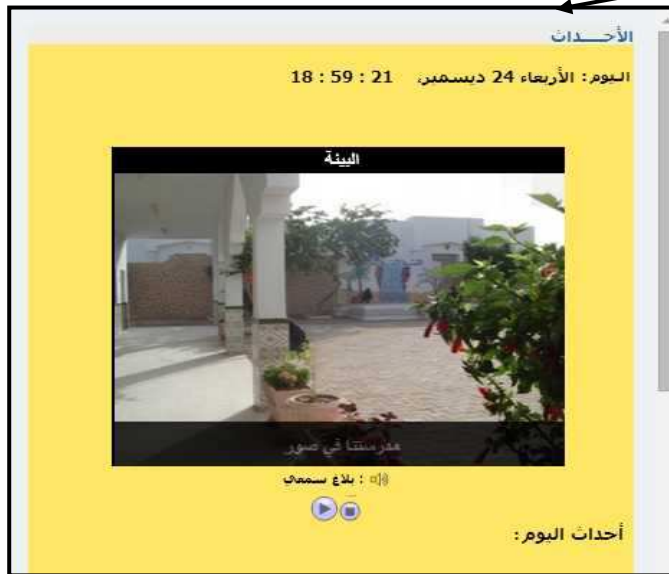 الأحـــداث
اليوم: الأربعاء 24 ديسمبر، 21 : 59 : 18
البيئة
مدرستنا في صور
: بلاغ سمعي
أحداث اليوم: